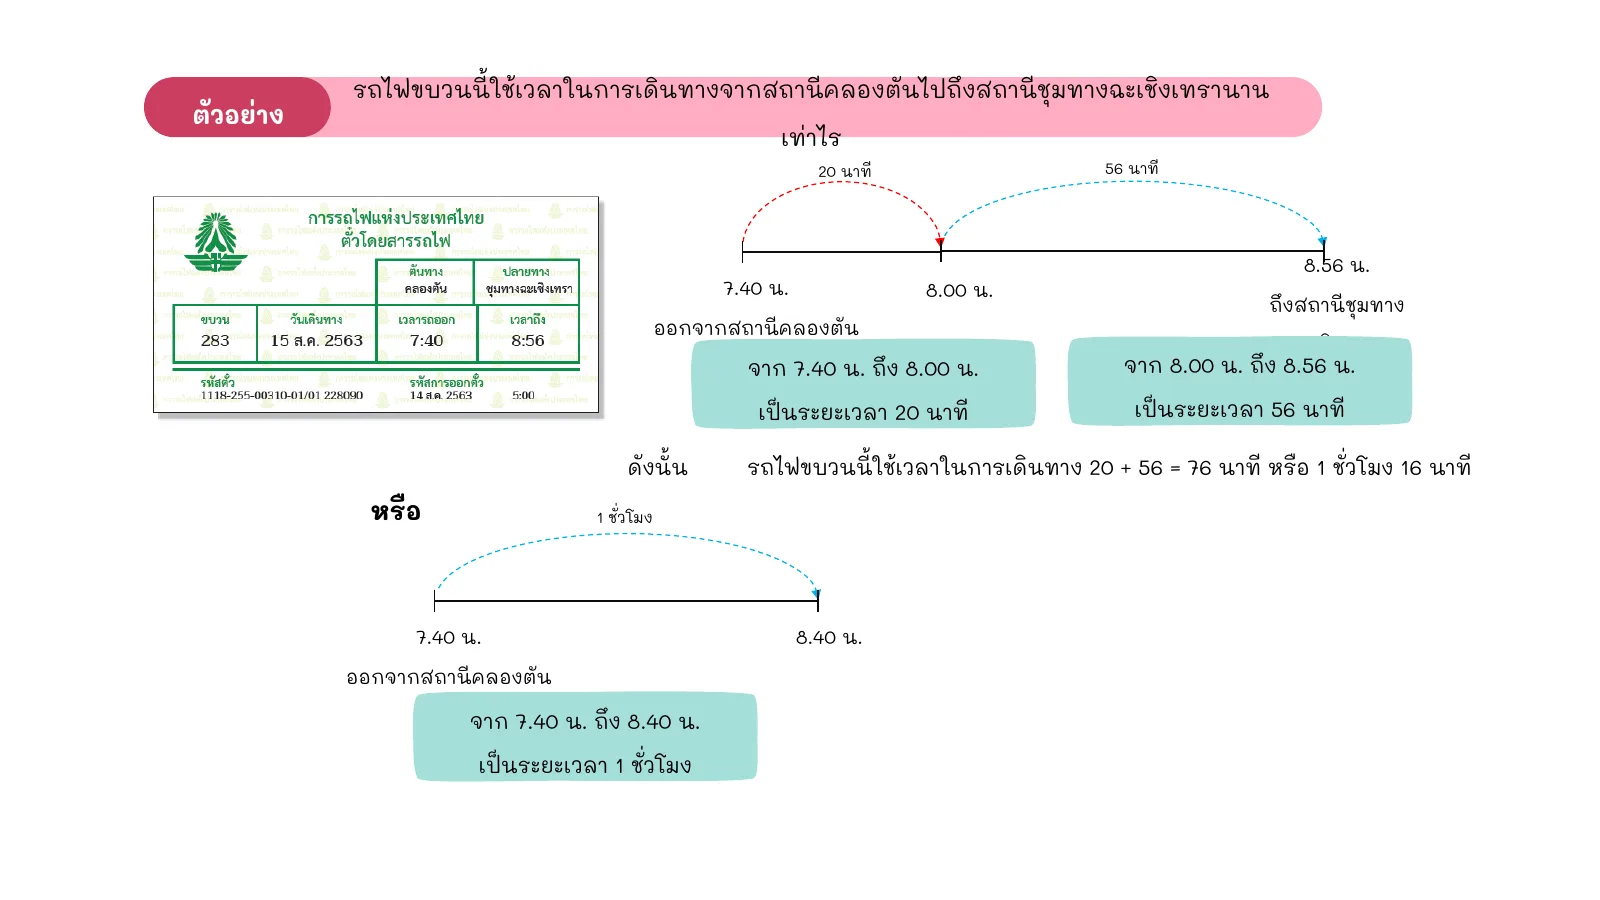 ตัวอย่าง
รถไฟขบวนนี้ใช้เวลาในการเดินทางจากสถานีคลองตันไปถึงสถานีชุมทางฉะเชิงเทรานาน
เท่าไร
การรถไฟแห่งประเทศไทย
ตั๋วโดยสารรถไฟ
ต้นทาง ปลายทาง
คลองตัน ชุมทางฉะเชิงเทรา
ขบวน วันเดินทาง เวลารถออก เวลาถึง
283 15 ส.ค. 2563 7:40 8:56
รหัสตั๋ว รหัสการออกตั๋ว
1118-255-00310-01/01 228090 14 ส.ค. 2563 5:00
20 นาที 56 นาที
7.40 น. 8.00 น. 8.56 น.
ออกจากสถานีคลองตัน ถึงสถานีชุมทาง
จาก 7.40 น. ถึง 8.00 น.
เป็นระยะเวลา 20 นาที
จาก 8.00 น. ถึง 8.56 น.
เป็นระยะเวลา 56 นาที
ดังนั้น รถไฟขบวนนี้ใช้เวลาในการเดินทาง 20 + 56 = 76 นาที หรือ 1 ชั่วโมง 16 นาที
หรือ
1 ชั่วโมง
7.40 น. 8.40 น.
ออกจากสถานีคลองตัน
จาก 7.40 น. ถึง 8.40 น.
เป็นระยะเวลา 1 ชั่วโมง